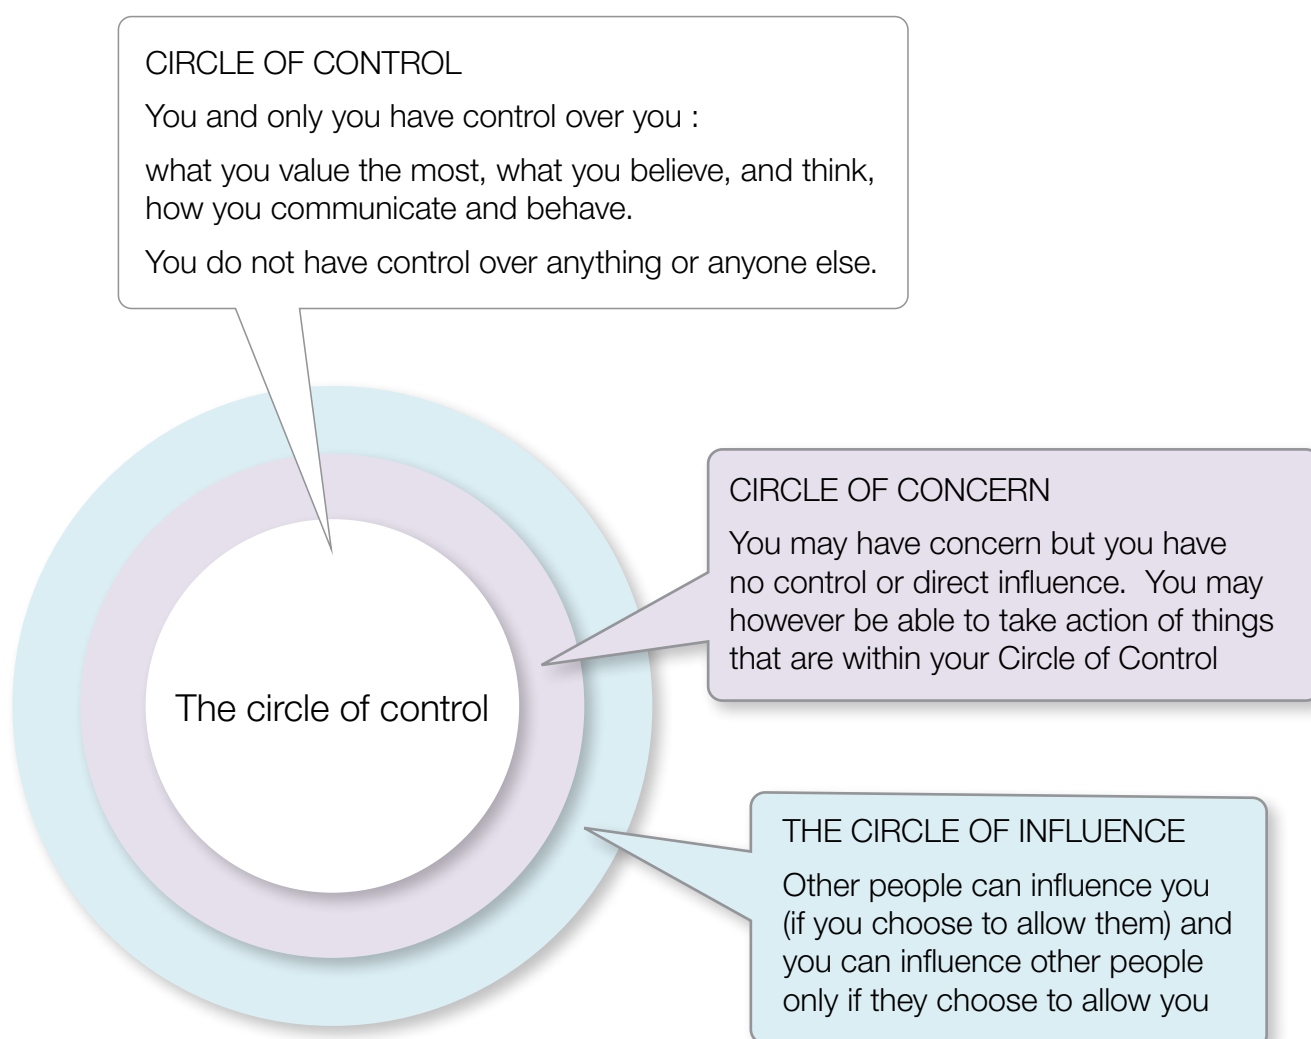 CIRCLE OF CONTROL
You and only you have control over you :
what you value the most, what you believe, and think,
how you communicate and behave.
You do not have control over anything or anyone else.
CIRCLE OF CONCERN
You may have concern but you have
no control or direct influence.  You may
however be able to take action of things
that are within your Circle of Control
The circle of control
THE CIRCLE OF INFLUENCE
Other people can influence you
(if you choose to allow them) and
you can influence other people
only if they choose to allow you